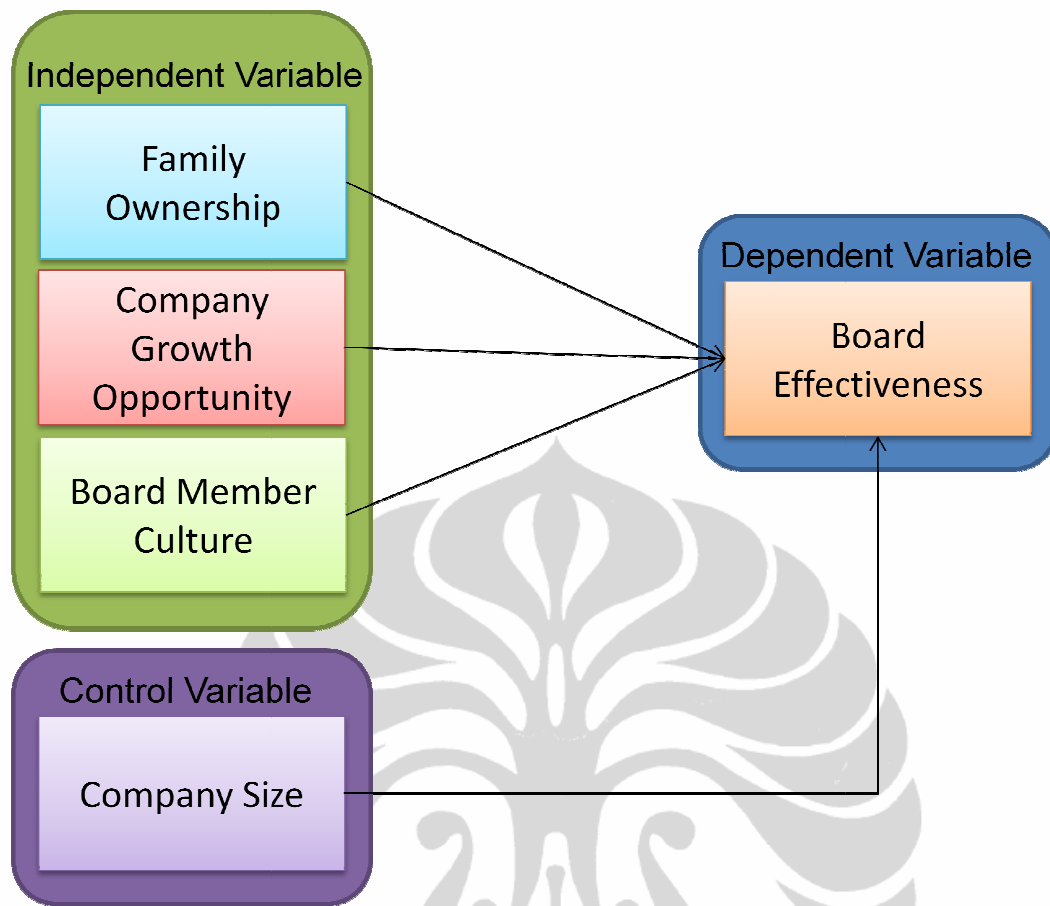 Independent Variable
Family
Ownership
Company
Growth
Opportunity
Board Member
Culture
Dependent Variable
Board
Effectiveness
Control Variable
Company Size